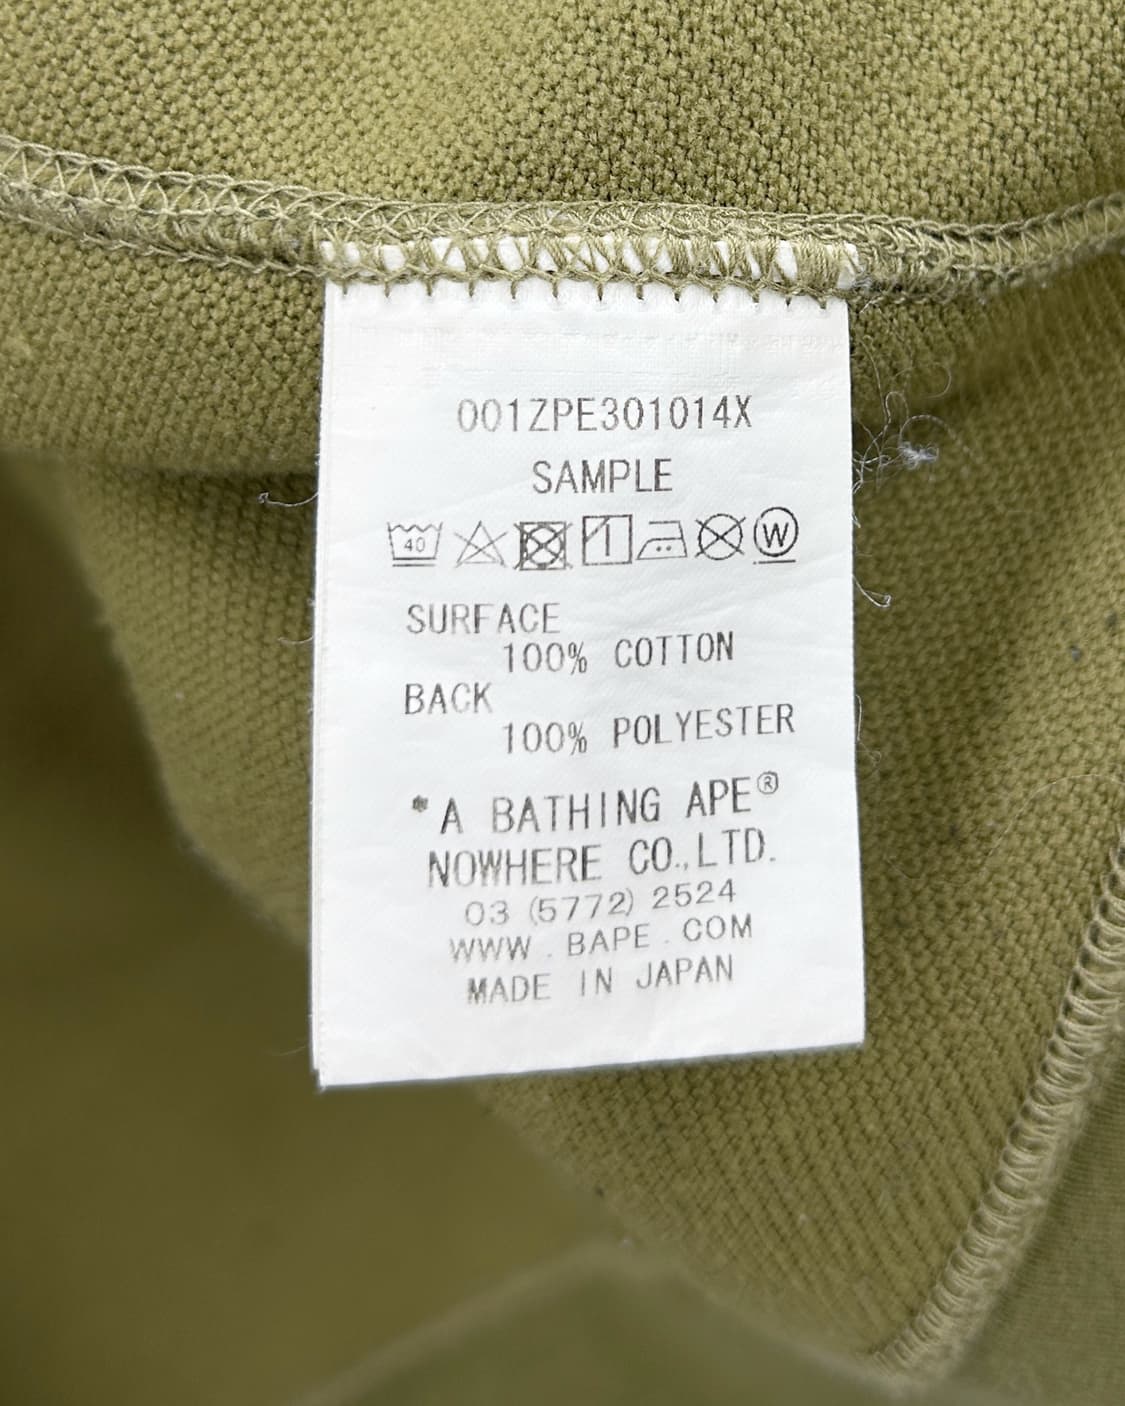 001ZPE301014X
SAMPLE
40 W
SURFACE
100% COTTON
BACK
100% POLYESTER
*A BATHING APE®
NOWHERE CO.,LTD.
03 (5772) 2524
WWW . BAPE . COM
MADE IN JAPAN